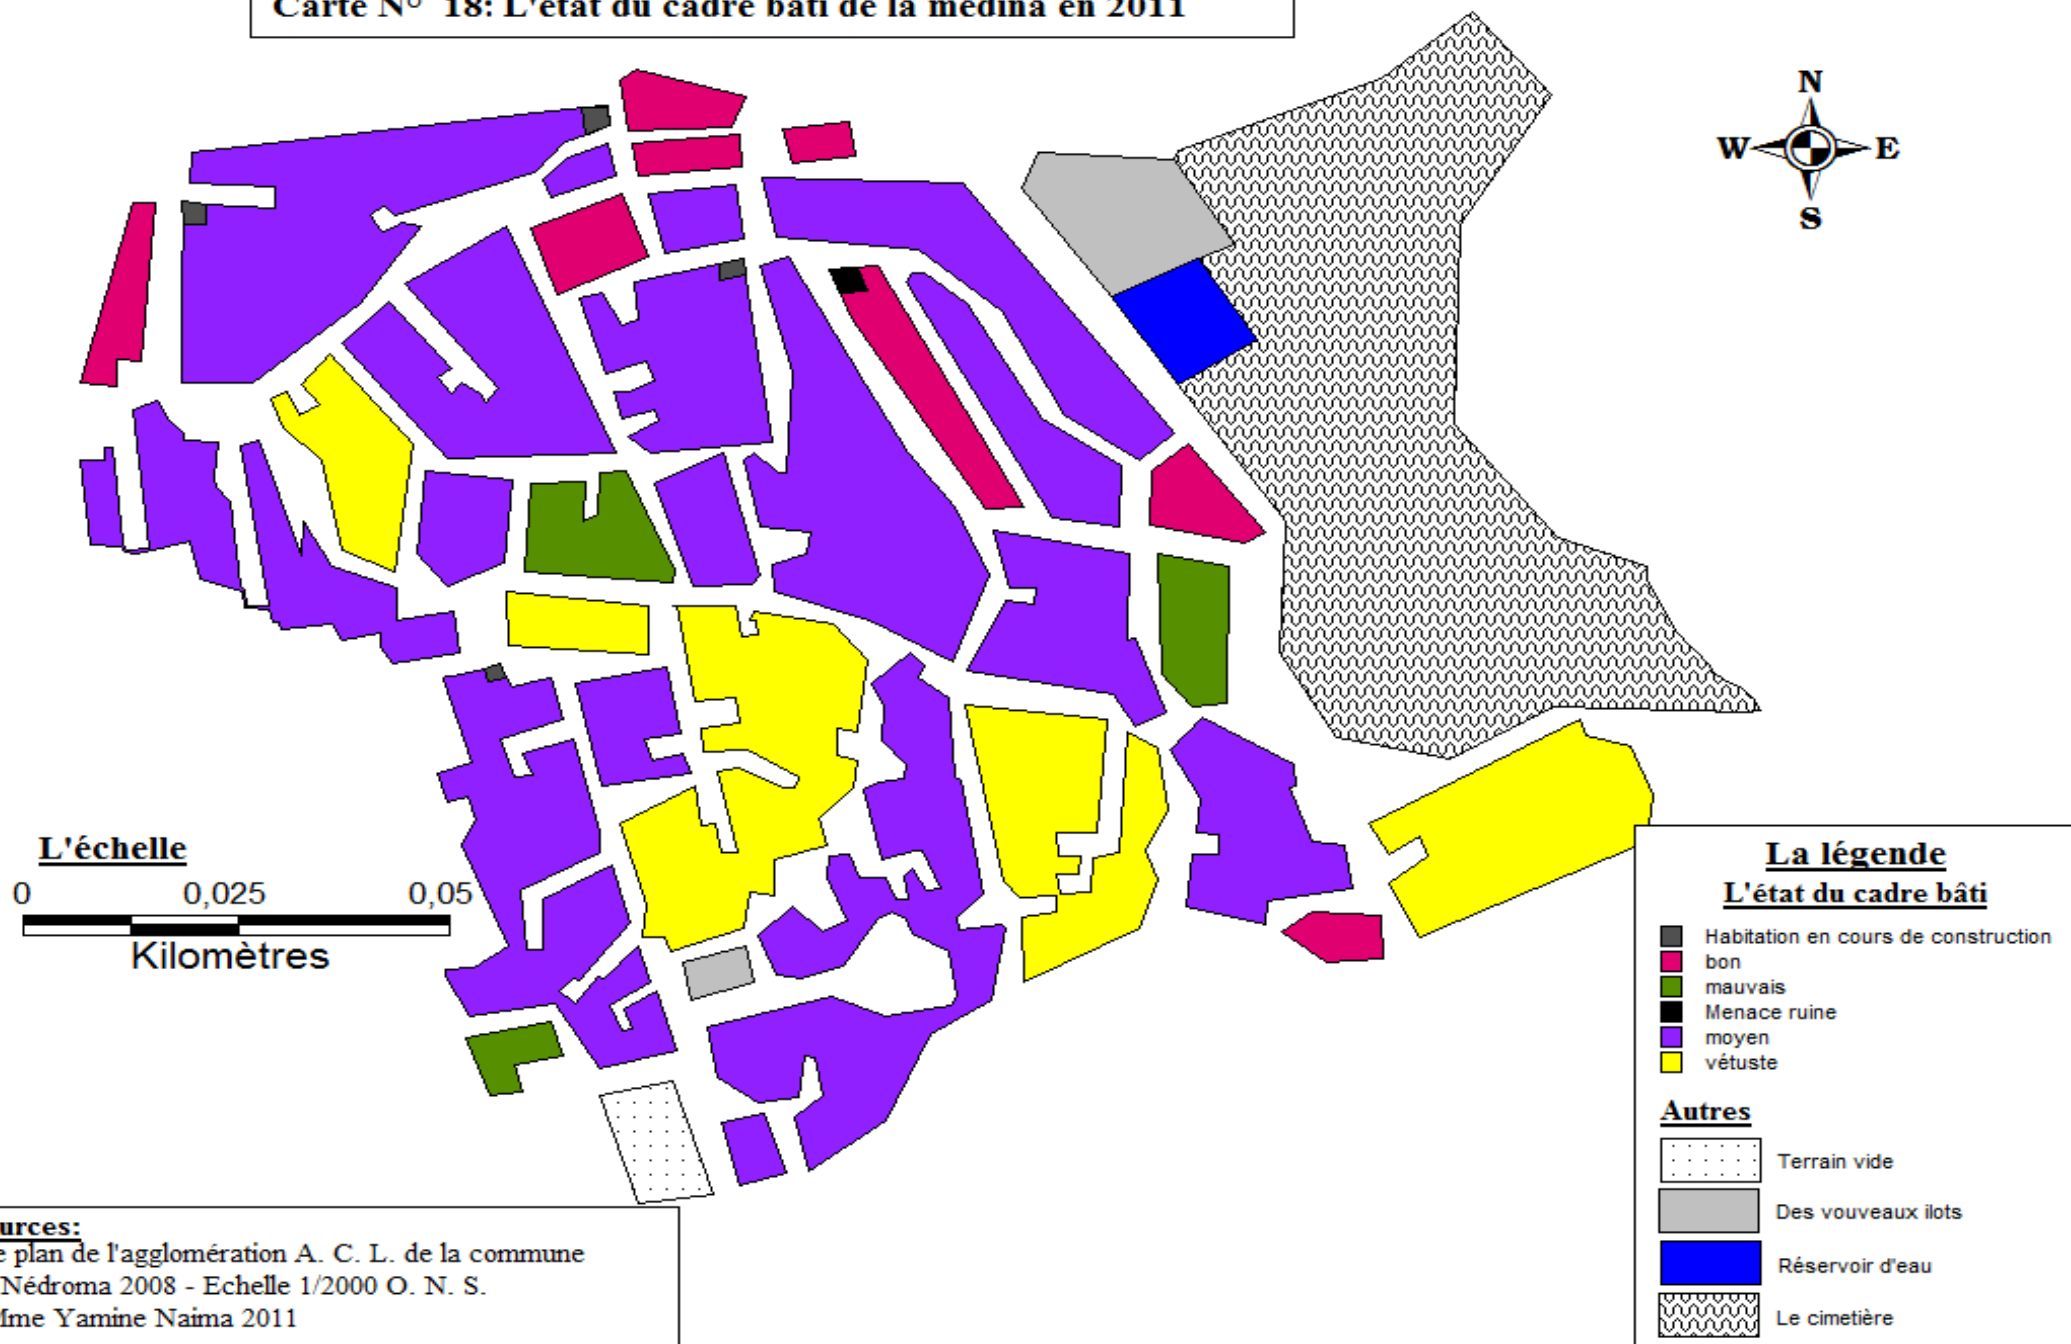 Carte N° 18: L'état du cadre bâti de la médina en 2011
N
W E
S
L'échelle
0 0,025 0,05
Kilomètres
La légende
L'état du cadre bâti
Habitation en cours de construction
bon
mauvais
Menace ruine
moyen
vétuste
Autres
Terrain vide
Des vouveaux ilots
Réservoir d'eau
Le cimetière
urces:
e plan de l'agglomération A. C. L. de la commune
Nédroma 2008 - Echelle 1/2000 O. N. S.
Mme Yamine Naima 2011